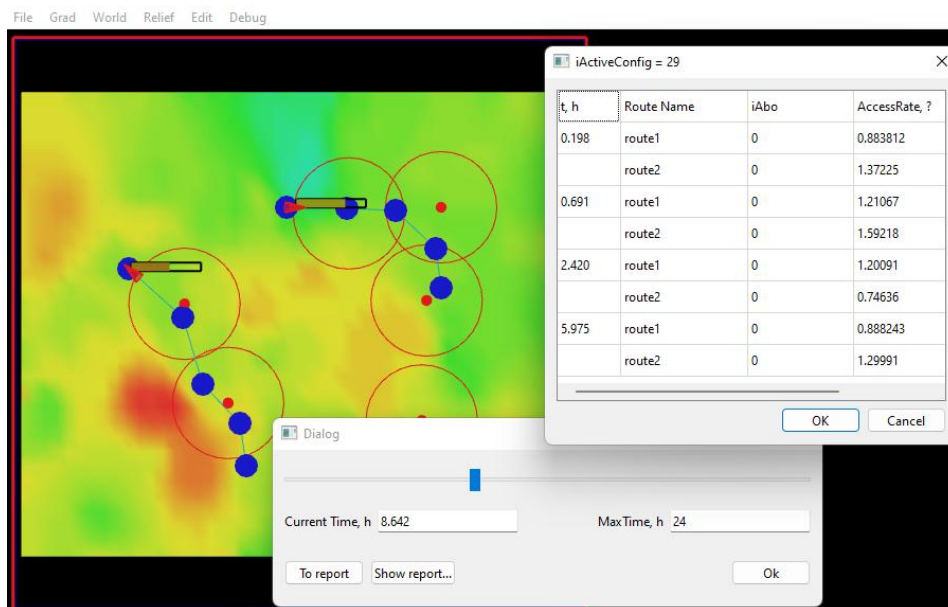 File Grad World Relief Edit Debug
iActiveConfig = 29
t, h Route Name iAbo AccessRate, ?
0.198 route1 0 0.883812
route2 0 1.37225
0.691 route1 0 1.21067
route2 0 1.59218
2.420 route1 0 1.20091
route2 0 0.74636
5.975 route1 0 0.888243
route2 0 1.29991
OK Cancel
Dialog
Current Time, h 8.642 MaxTime, h 24
To report Show report... Ok